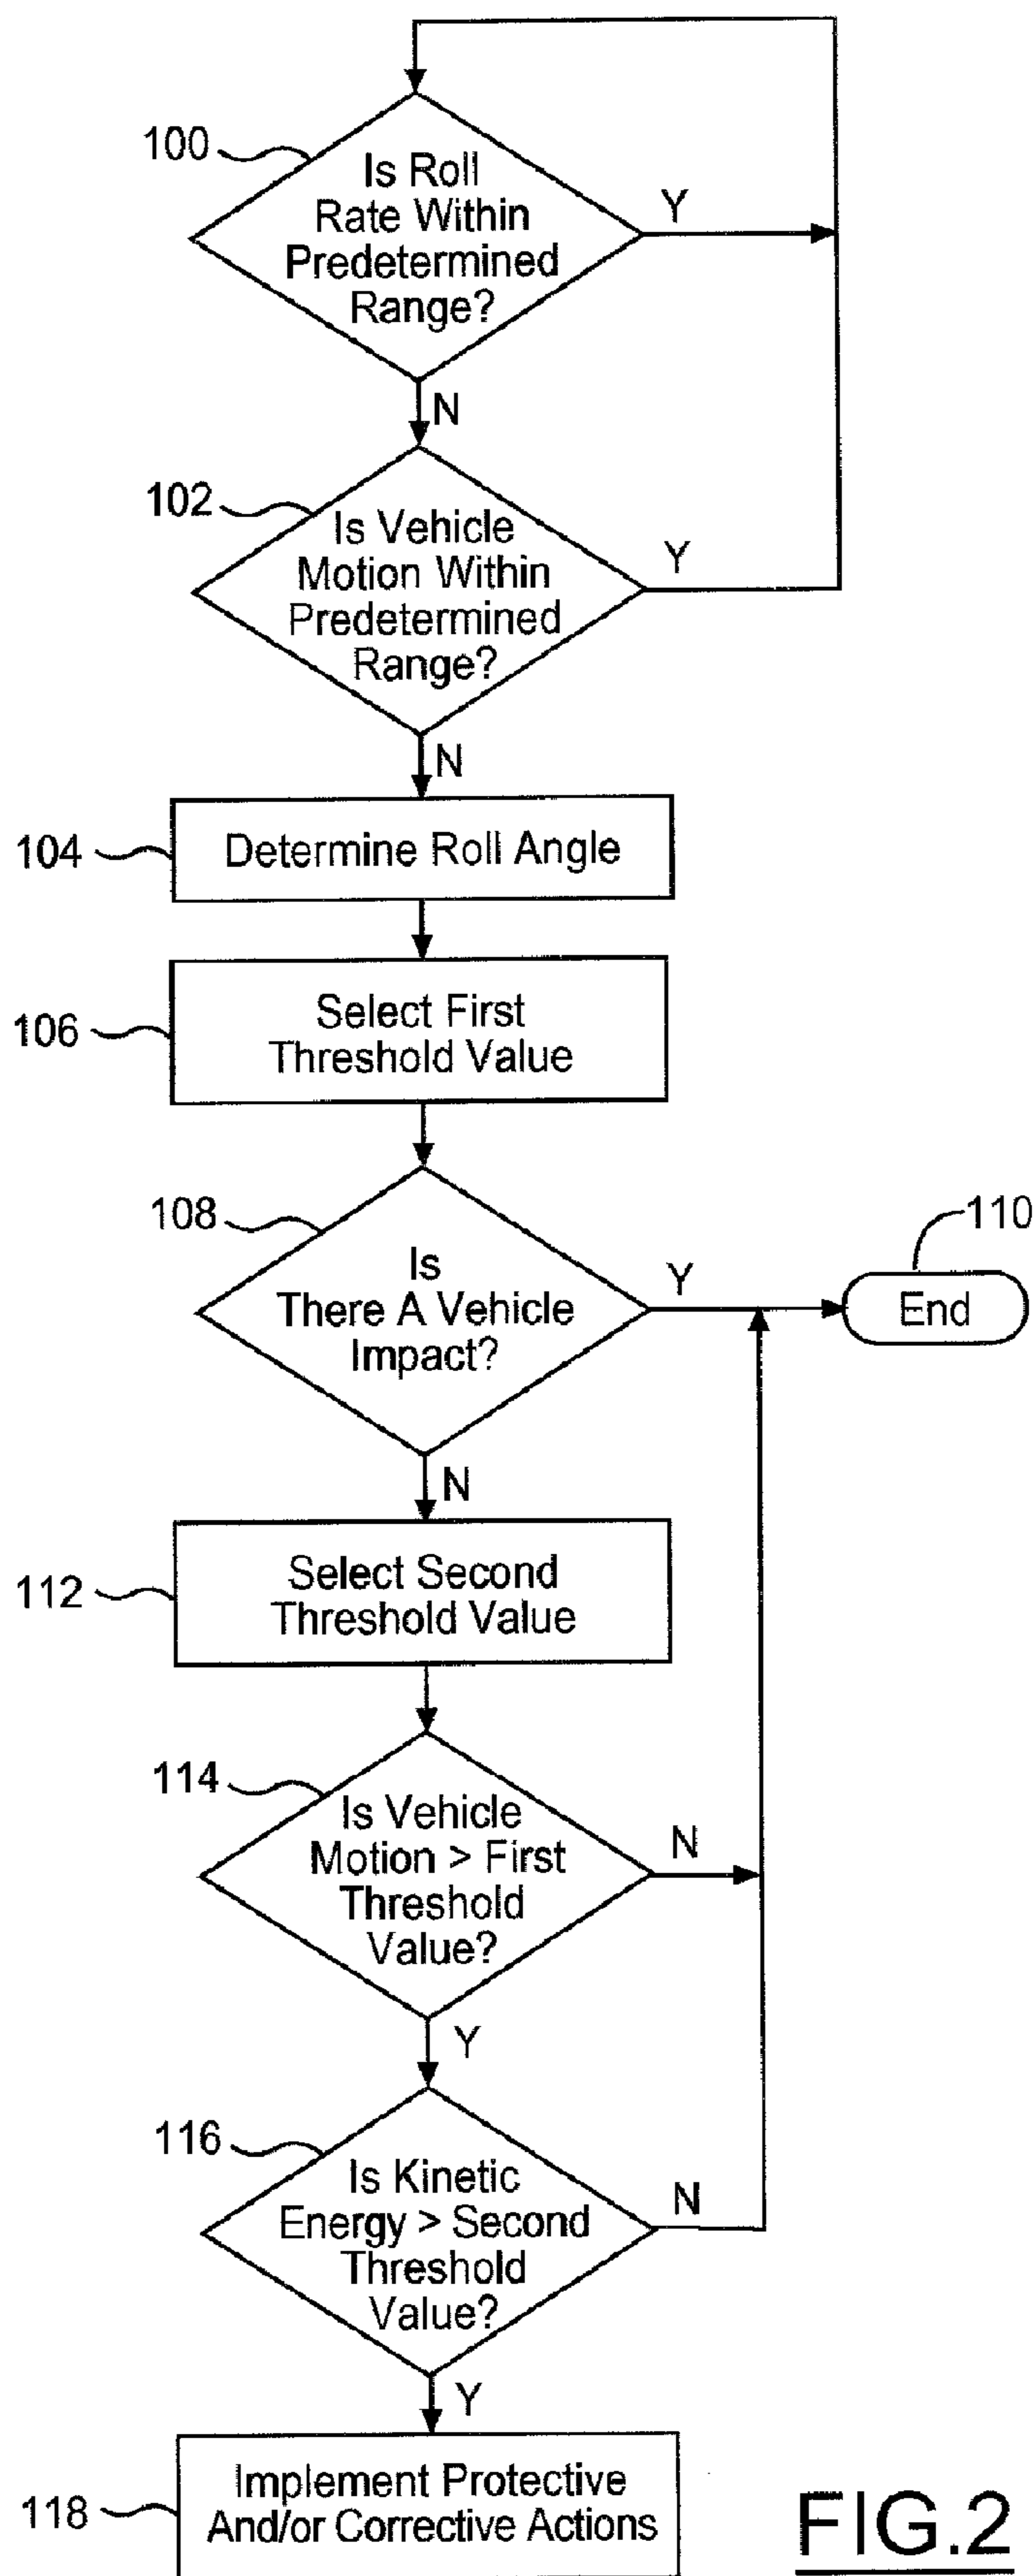 100
Is Roll
Rate Within
Predetermined
Range?
Y
N
102
Is Vehicle
Motion Within
Predetermined
Range?
Y
N
104
Determine Roll Angle
106
Select First
Threshold Value
108
Is
There A Vehicle
Impact?
Y
110
End
N
112
Select Second
Threshold Value
114
Is Vehicle
Motion > First
Threshold
Value?
N
Y
116
Is Kinetic
Energy > Second
Threshold
Value?
N
Y
118
Implement Protective
And/or Corrective Actions
FIG.2